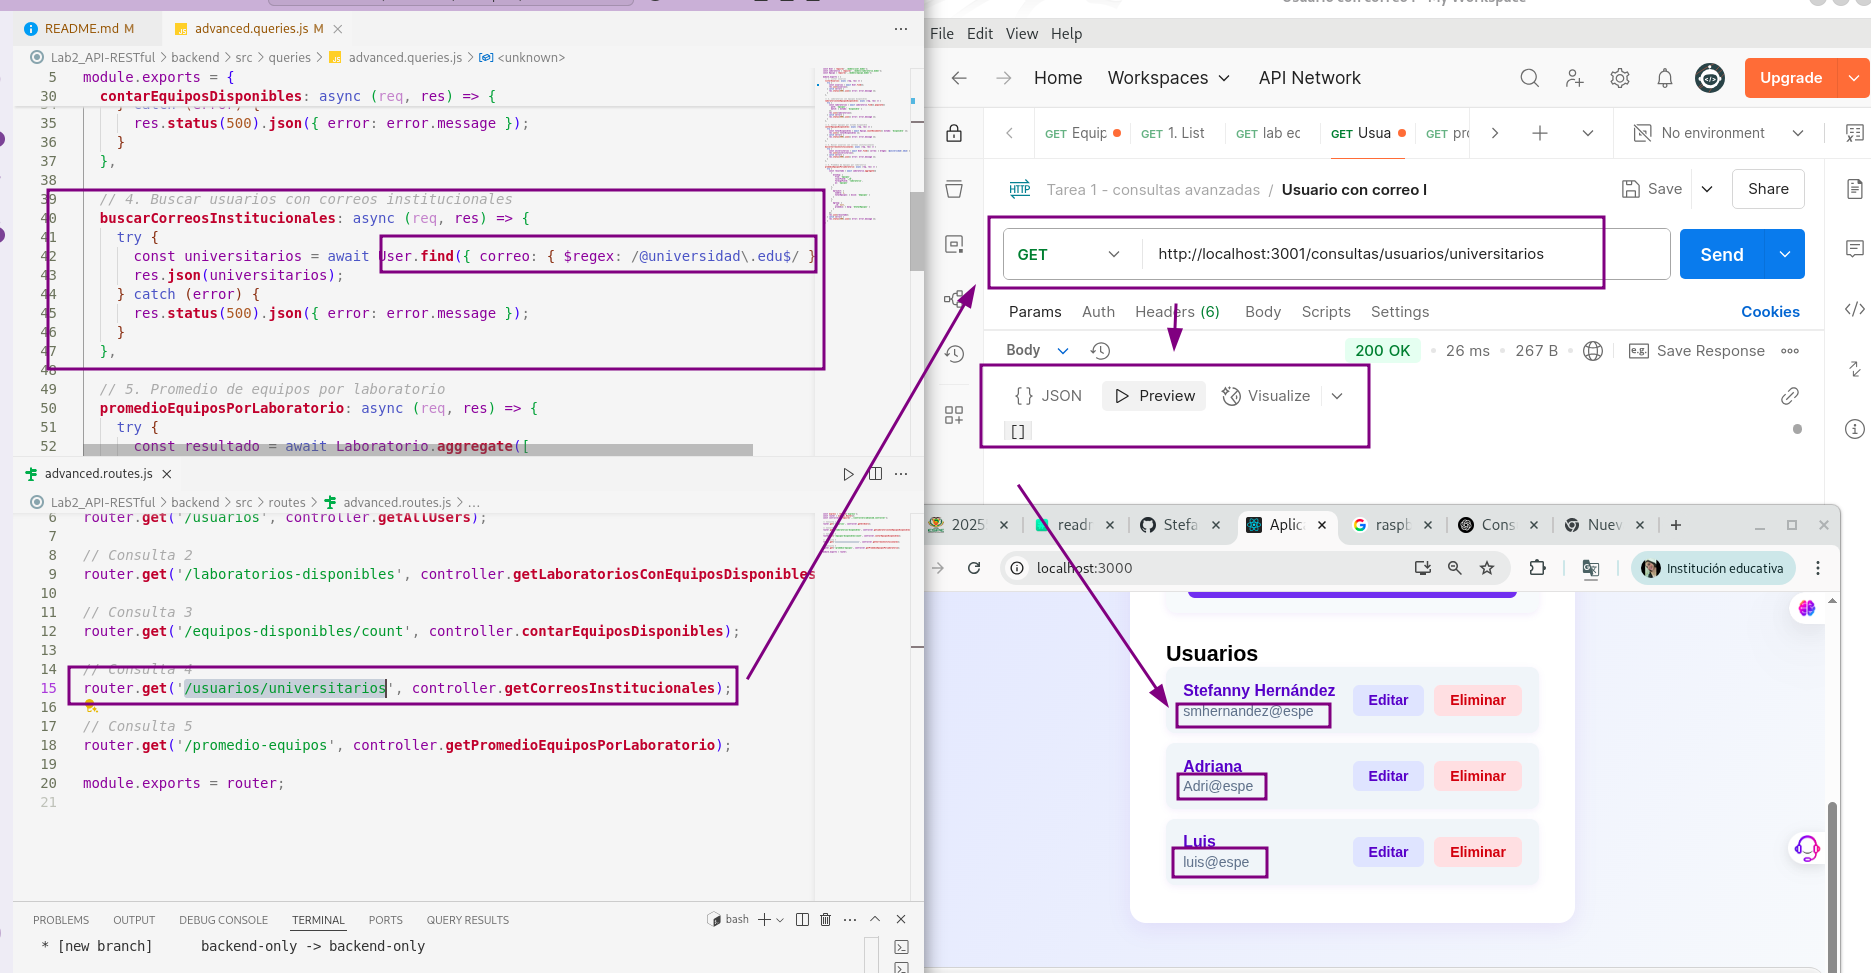 README.md M
advanced.queries.js M
Lab2_API-RESTful > backend > src > queries > advanced.queries.js > <unknown>
5 module.exports = {
30 contarEquiposDisponibles: async (req, res) => {
35 res.status(500).json({ error: error.message });
36 }
37 },
38
39 // 4. Buscar usuarios con correos institucionales
40 buscarCorreosInstitucionales: async (req, res) => {
41 try {
42 const universitarios = await User.find({ correo: { $regex: /@universidad\.edu$/ }
43 res.json(universitarios);
44 } catch (error) {
45 res.status(500).json({ error: error.message });
46 }
47 },
48
49 // 5. Promedio de equipos por laboratorio
50 promedioEquiposPorLaboratorio: async (req, res) => {
51 try {
52 const resultado = await Laboratorio.aggregate([
advanced.routes.js
Lab2_API-RESTful > backend > src > routes > advanced.routes.js > ...
6 router.get('/usuarios', controller.getAllUsers);
7
8 // Consulta 2
9 router.get('/laboratorios-disponibles', controller.getLaboratoriosConEquiposDisponibles
10
11 // Consulta 3
12 router.get('/equipos-disponibles/count', controller.contarEquiposDisponibles);
13
14 // Consulta 4
15 router.get('/usuarios/universitarios', controller.getCorreosInstitucionales);
16
17 // Consulta 5
18 router.get('/promedio-equipos', controller.getPromedioEquiposPorLaboratorio);
19
20 module.exports = router;
21
PROBLEMS OUTPUT DEBUG CONSOLE TERMINAL PORTS QUERY RESULTS bash
* [new branch] backend-only -> backend-only
File Edit View Help
Home Workspaces API Network Upgrade
GET Equip GET 1. List GET lab ec GET Usua GET pro No environment
HTTP Tarea 1 - consultas avanzadas / Usuario con correo I Save Share
GET http://localhost:3001/consultas/usuarios/universitarios Send
Params Auth Headers (6) Body Scripts Settings Cookies
Body 200 OK 26 ms 267 B e.g. Save Response
{} JSON Preview Visualize
[]
2025 readr Stefa Aplic raspb Cons Nuev
localhost:3000 Institución educativa
Usuarios
Stefanny Hernández
smhernandez@espe
Editar Eliminar
Adriana
Adri@espe
Editar Eliminar
Luis
luis@espe
Editar Eliminar